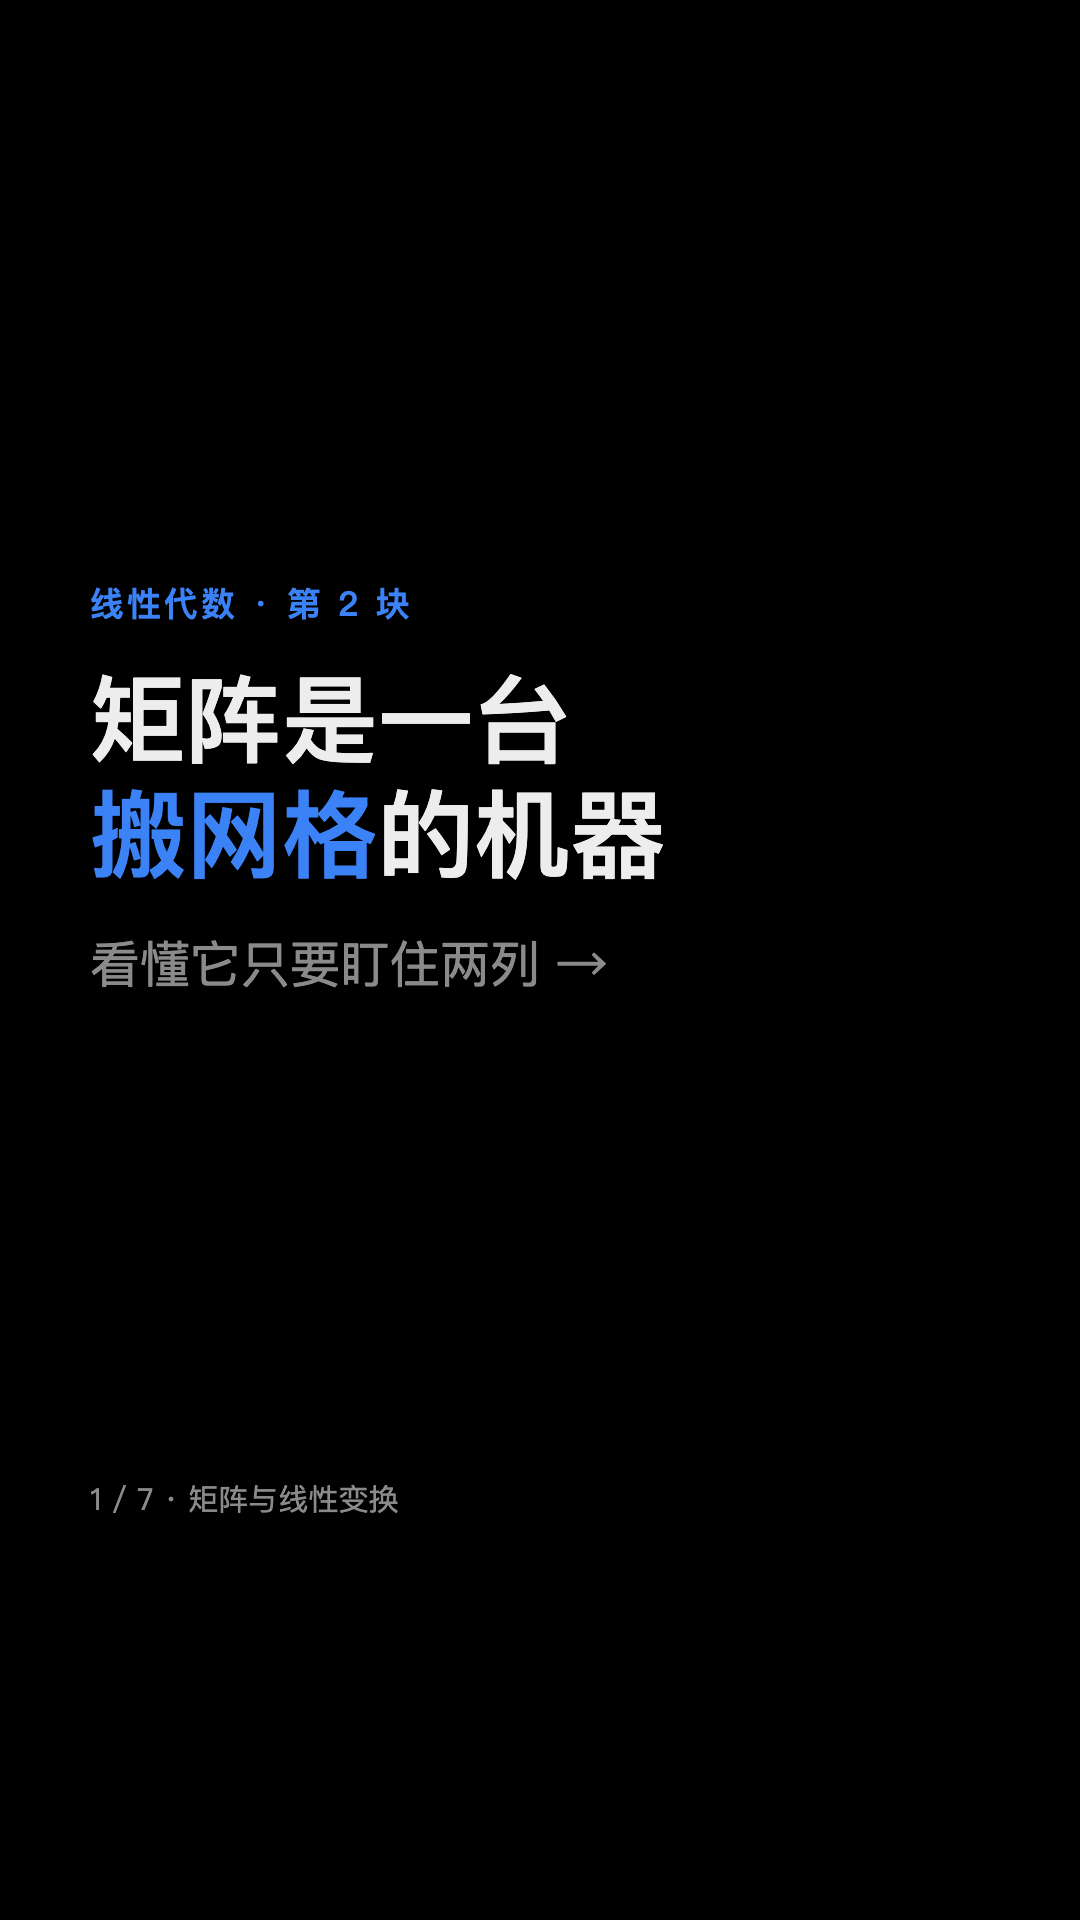 线性代数 · 第 2 块
矩阵是一台
搬网格的机器
看懂它只要盯住两列 →
1 / 7 · 矩阵与线性变换